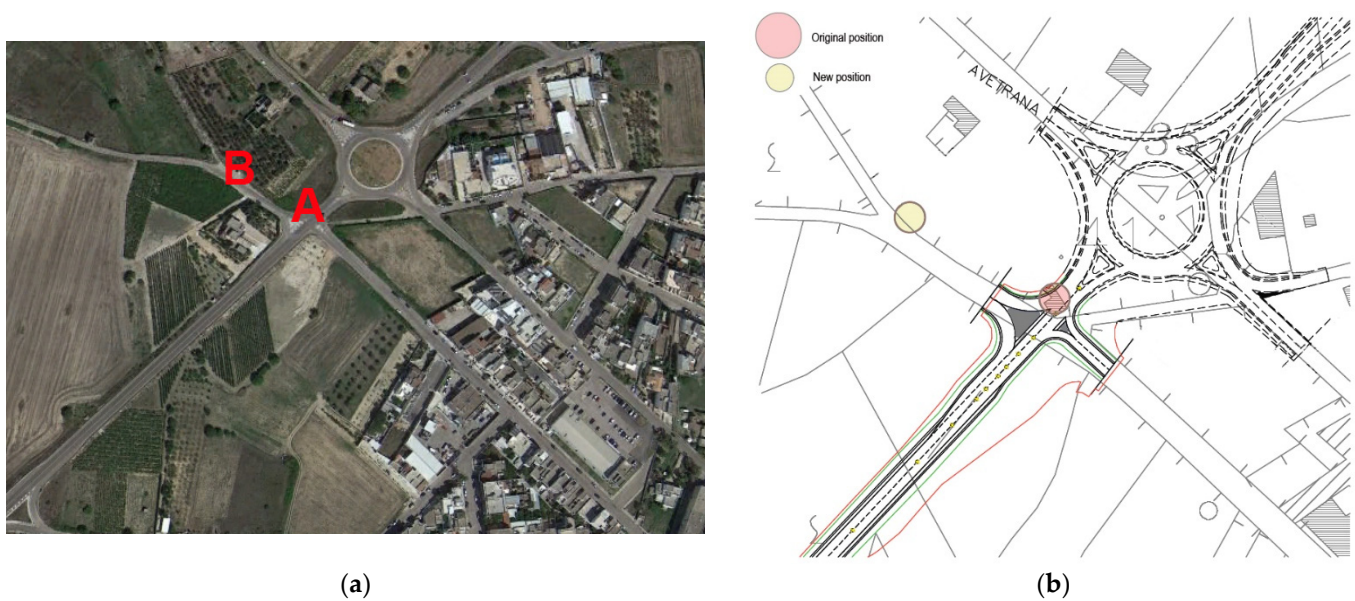 B
A
(a)
Original position
New position
AVETRANA
(b)